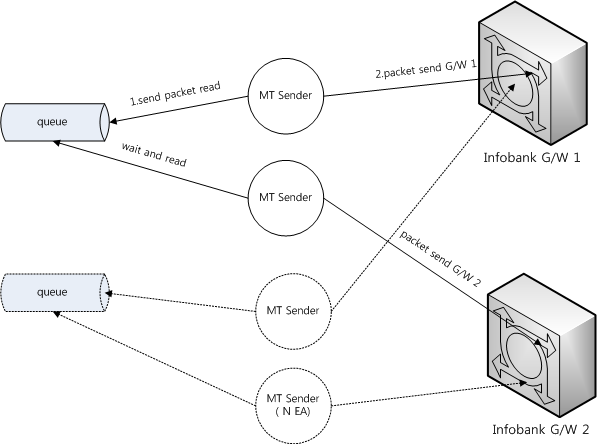 2.packet send G/W 1
1.send packet read
MT Sender
queue
Infobank G/W 1
wait and read
MT Sender
packet send G/W 2
queue
MT Sender
MT Sender
( N EA)
Infobank G/W 2